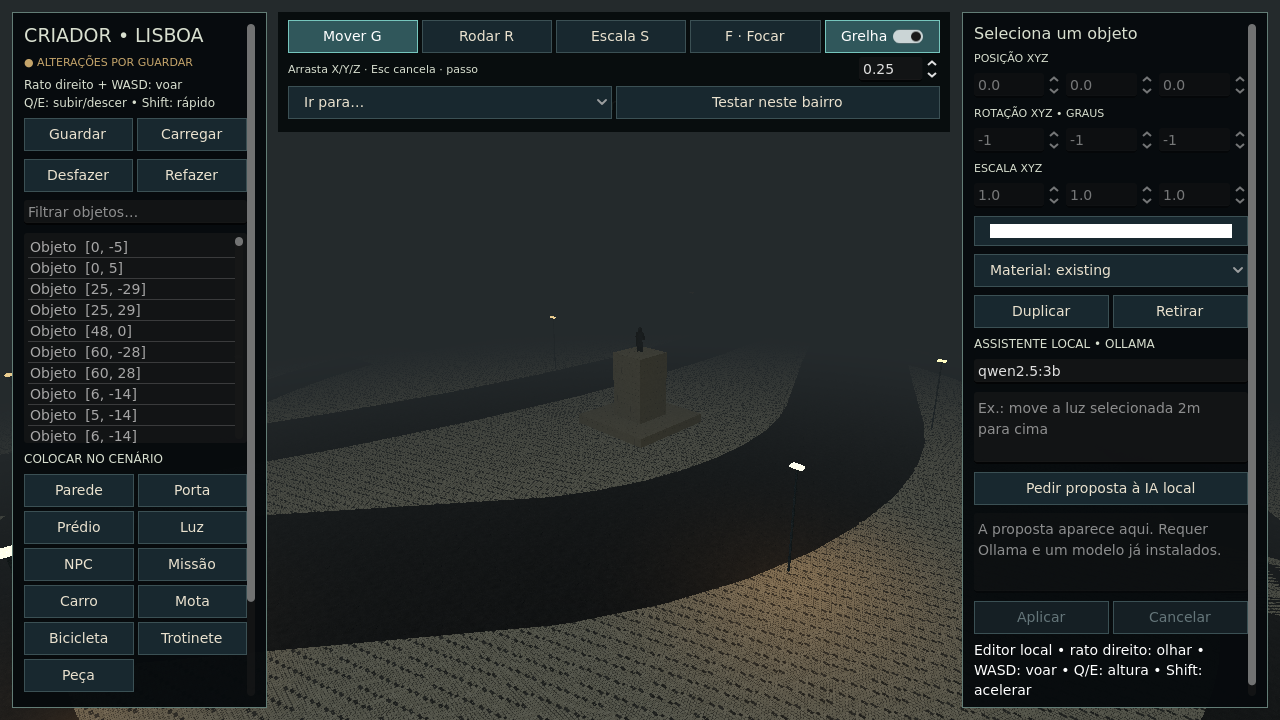 CRIADOR • LISBOA
● ALTERAÇÕES POR GUARDAR
Rato direito + WASD: voar
Q/E: subir/descer • Shift: rápido
Guardar
Carregar
Desfazer
Refazer
Filtrar objetos...
Objeto [0, -5]
Objeto [0, 5]
Objeto [25, -29]
Objeto [25, 29]
Objeto [48, 0]
Objeto [60, -28]
Objeto [60, 28]
Objeto [6, -14]
Objeto [5, -14]
Objeto [6, -14]
COLOCAR NO CENÁRIO
Parede
Porta
Prédio
Luz
NPC
Missão
Carro
Mota
Bicicleta
Trotinete
Peça
Mover G
Rodar R
Escala S
F · Focar
Grelha
Arrasta X/Y/Z · Esc cancela · passo
0.25
Ir para...
Testar neste bairro
Seleciona um objeto
POSIÇÃO XYZ
0.0
0.0
0.0
ROTAÇÃO XYZ • GRAUS
-1
-1
-1
ESCALA XYZ
1.0
1.0
1.0
Material: existing
Duplicar
Retirar
ASSISTENTE LOCAL • OLLAMA
qwen2.5:3b
Ex.: move a luz selecionada 2m
para cima
Pedir proposta à IA local
A proposta aparece aqui. Requer
Ollama e um modelo já instalados.
Aplicar
Cancelar
Editor local • rato direito: olhar •
WASD: voar • Q/E: altura • Shift:
acelerar